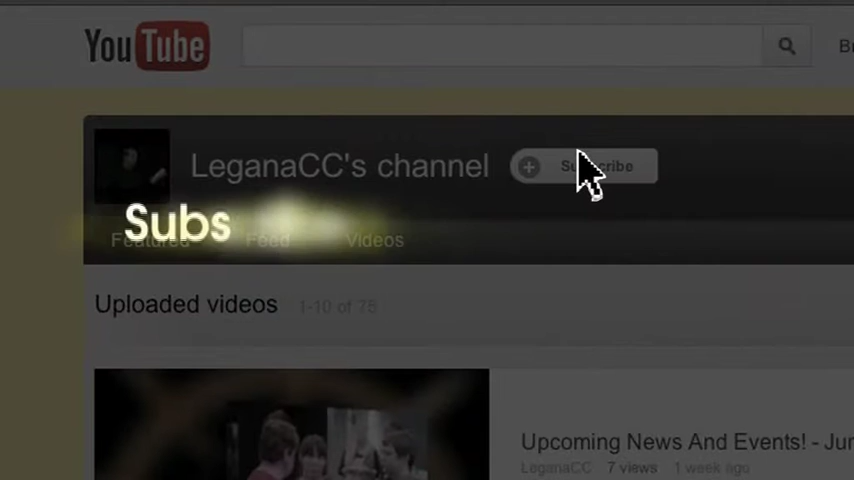 YouTube
LeganaCC's channel
Subscribe
Subs
Featured Feed Videos
Uploaded videos 1-10 of 75
Upcoming News And Events! -
LeganaCC 7 views 1 week ago